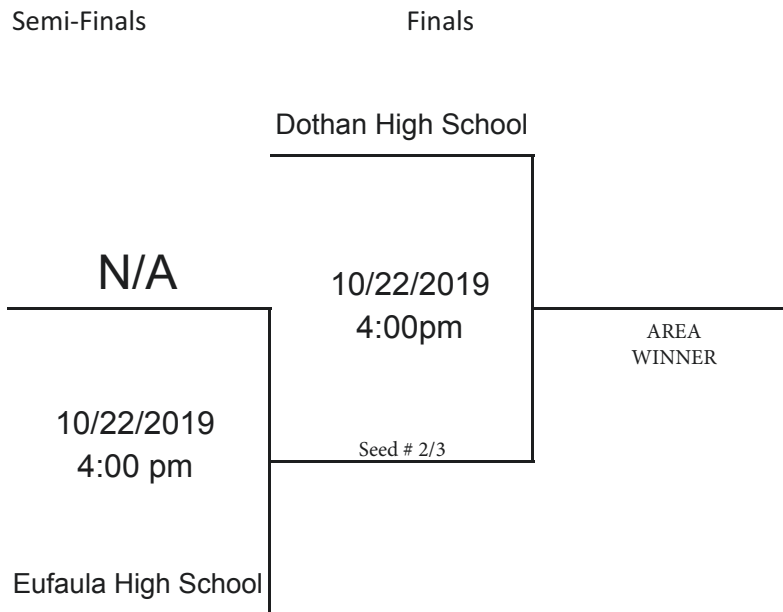 Semi-Finals
Finals
Dothan High School
N/A
10/22/2019
4:00pm
AREA
WINNER
10/22/2019
4:00 pm
Seed # 2/3
Eufaula High School